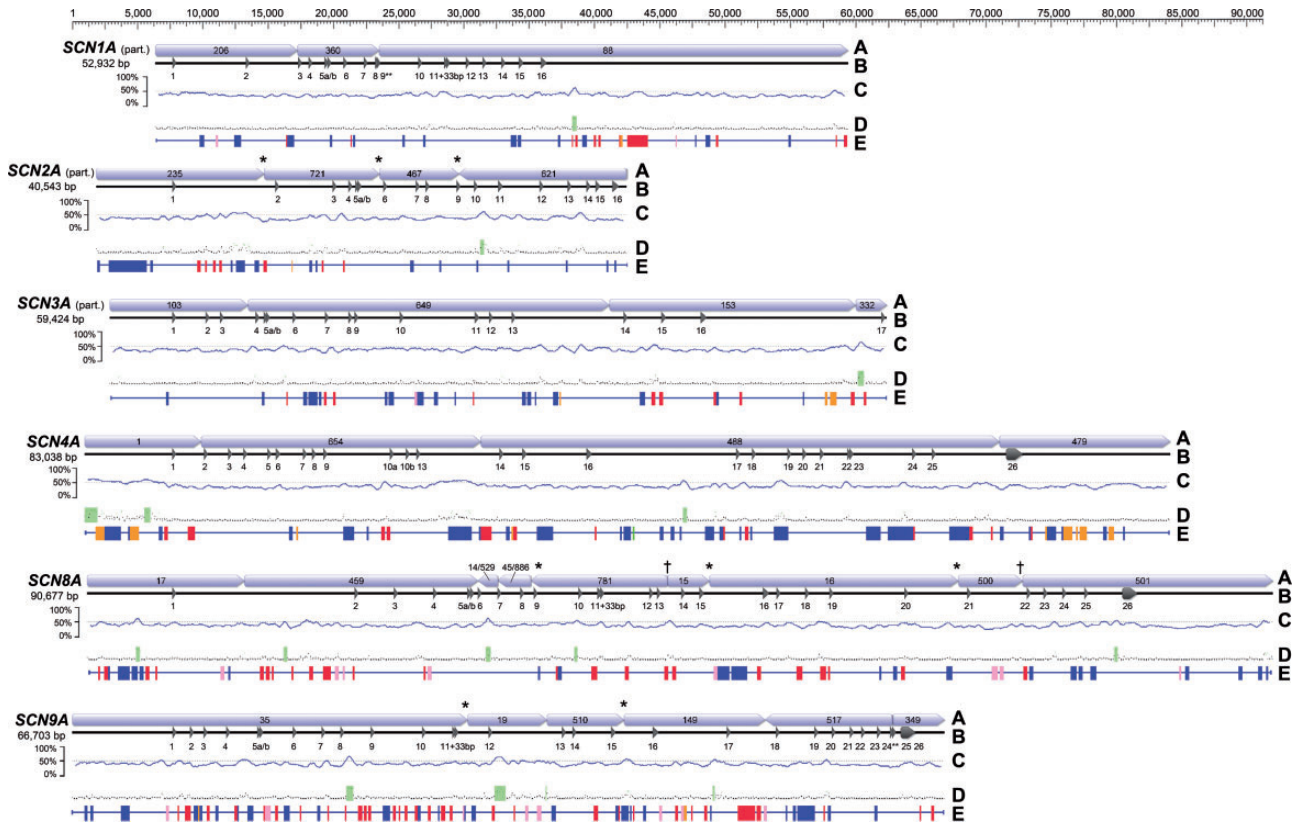 1 5,000 10,000 15,000 20,000 25,000 30,000 35,000 40,000 45,000 50,000 55,000 60,000 65,000 70,000 75,000 80,000 85,000 90,000
SCN1A (part.) 206 360 88 A
52,932 bp B
1 2 3 4 5a/b 6 7 8 9** 10 11+33bp 12 13 14 15 16
100% 50% 0% C
D
E
* * *
SCN2A (part.) 235 721 467 621 A
40,543 bp B
1 2 3 4 5a/b 6 7 8 9 10 11 12 13 14 15 16
100% 50% 0% C
D
E
SCN3A (part.) 103 649 153 332 A
59,424 bp B
1 2 3 4 5a/b 6 7 8 9 10 11 12 13 14 15 16 17
100% 50% 0% C
D
E
SCN4A 1 654 488 479 A
83,038 bp B
1 2 3 4 5 6 7 8 9 10a 10b 13 14 15 16 17 18 19 20 21 22 23 24 25 26
100% 50% 0% C
D
E
14/529 45/886 * † * * †
SCN8A 17 459 781 15 16 500 501 A
90,677 bp B
1 2 3 4 5a/b 6 7 8 9 10 11+33bp 12 13 14 15 16 17 18 19 20 21 22 23 24 25 26
100% 50% 0% C
D
E
* *
SCN9A 35 19 510 149 517 349 A
66,703 bp B
1 2 3 4 5a/b 6 7 8 9 10 11+33bp 12 13 14 15 16 17 18 19 20 21 22 23 24** 25 26
100% 50% 0% C
D
E